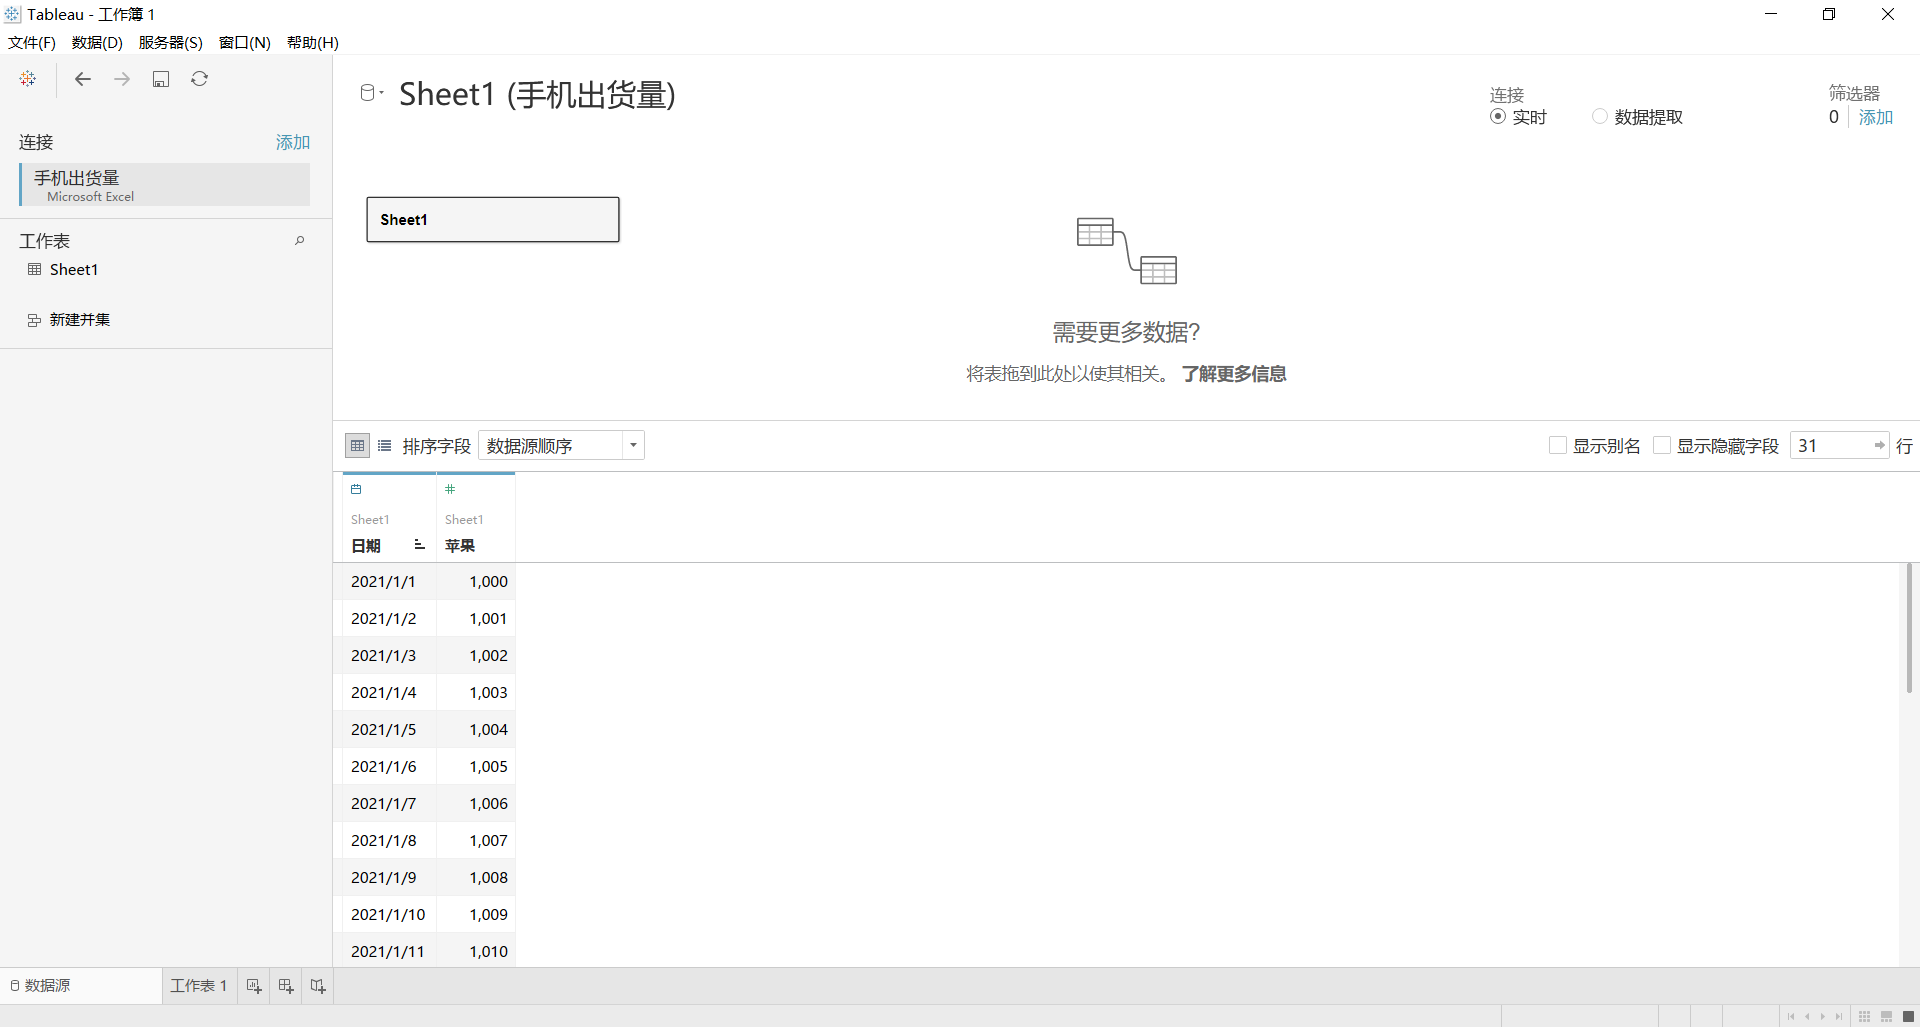 Tableau - 工作簿 1
文件(F) 数据(D) 服务器(S) 窗口(N) 帮助(H)
连接 添加
手机出货量
Microsoft Excel
工作表
Sheet1
新建并集
Sheet1 (手机出货量)
连接
实时 数据提取
筛选器
0 添加
Sheet1
需要更多数据?
将表拖到此处以使其相关。 了解更多信息
排序字段 数据源顺序
显示别名 显示隐藏字段 31 行
Sheet1 Sheet1
日期 苹果
2021/1/1 1,000
2021/1/2 1,001
2021/1/3 1,002
2021/1/4 1,003
2021/1/5 1,004
2021/1/6 1,005
2021/1/7 1,006
2021/1/8 1,007
2021/1/9 1,008
2021/1/10 1,009
2021/1/11 1,010
数据源 工作表 1